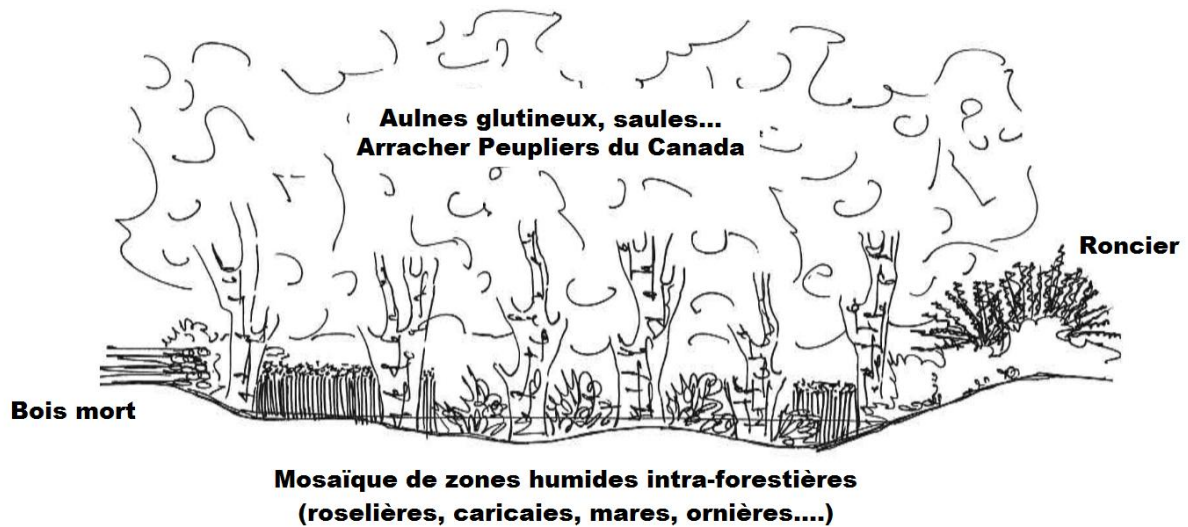 Aulnes glutineux, saules...
Arracher Peupliers du Canada
Roncier
Bois mort
Mosaïque de zones humides intra-forestières
(roselières, caricaies, mares, ornières....)